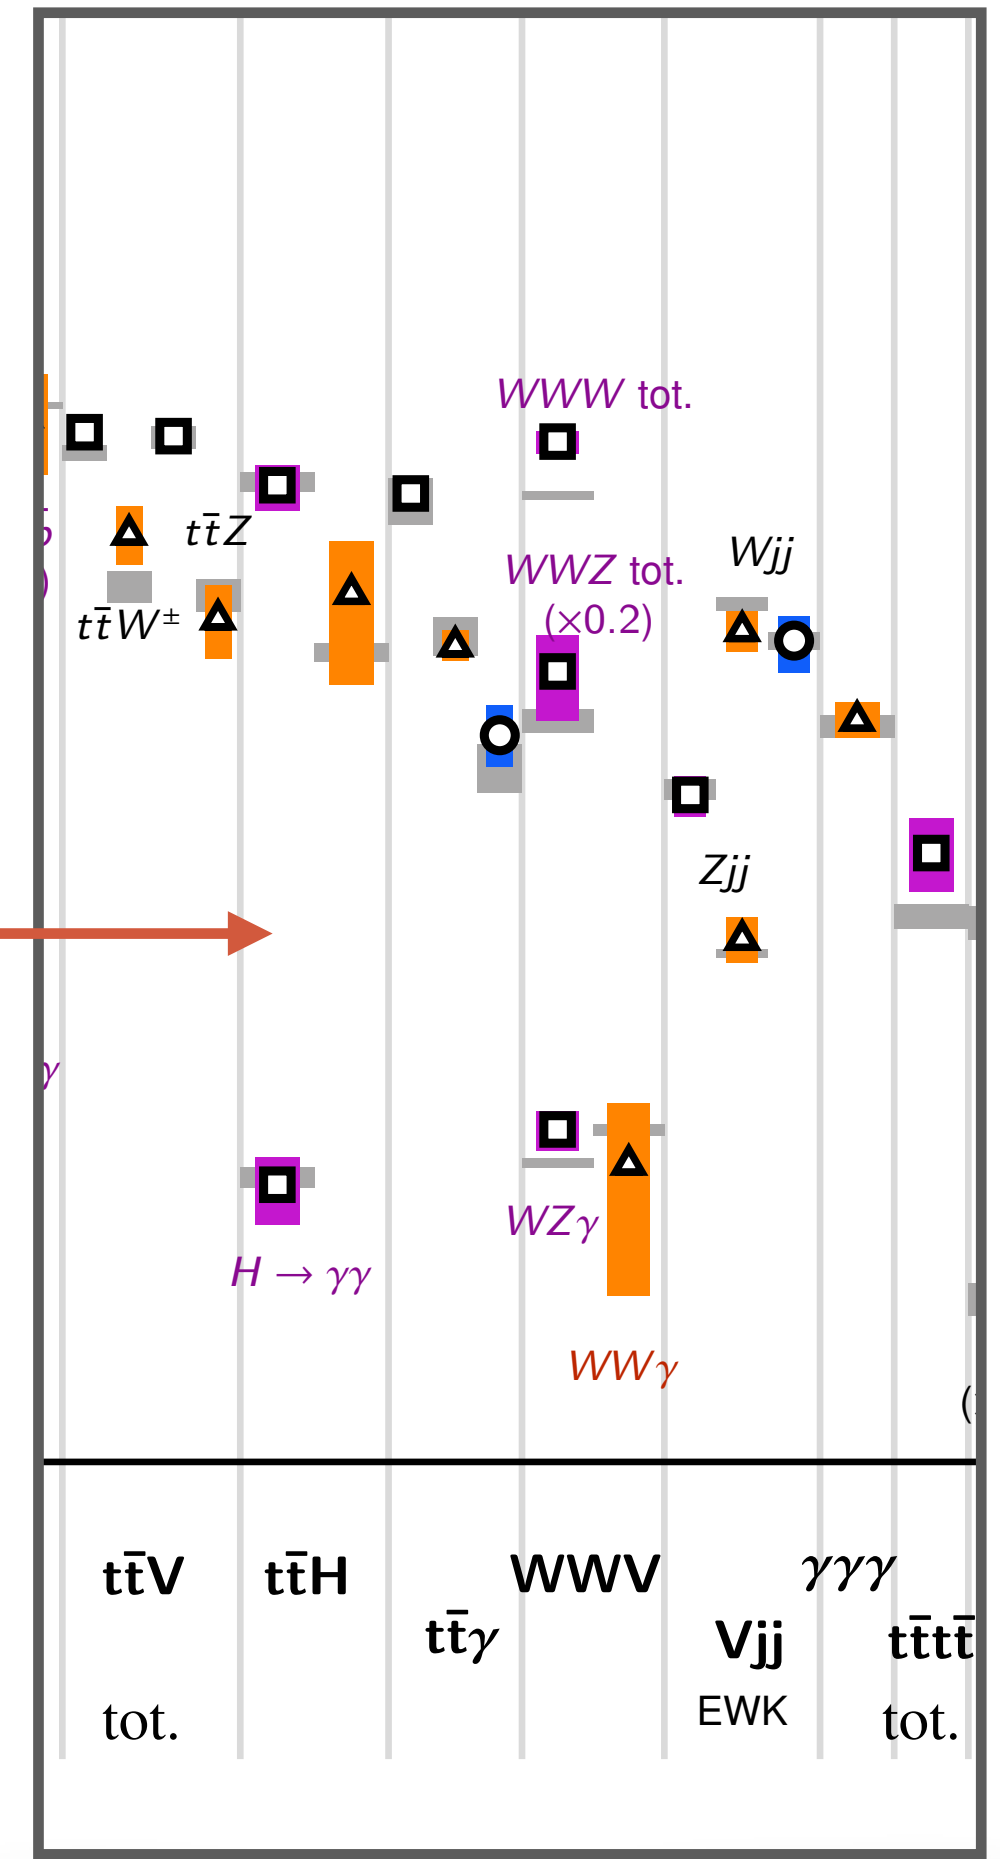 WWW tot.
tt̄Z
WWZ tot.
(×0.2)
Wjj
tt̄W±
Zjj
γ
WZγ
H → γγ
WWγ
tt̄V
tt̄H
WWV
γγγ
tt̄γ
Vjj
tt̄tt̄
EWK
tot.
tot.